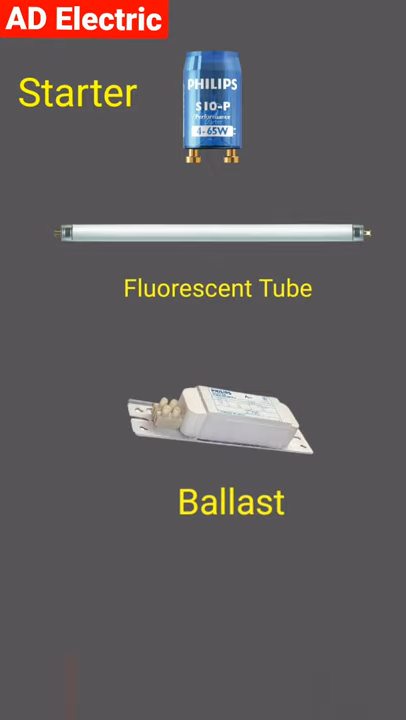 AD Electric
Starter
PHILIPS
S10-P
Performance
4-65W
Fluorescent Tube
PHILIPS
Ballast